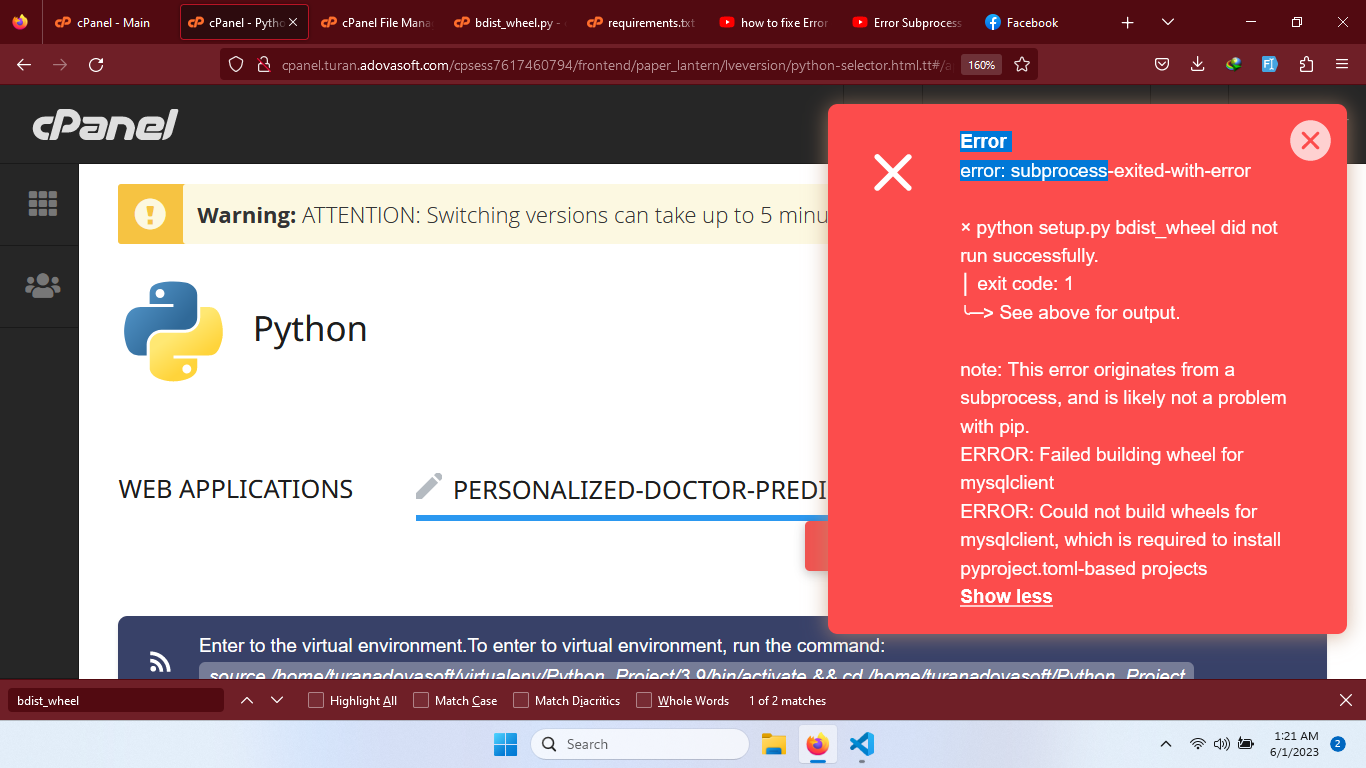 cPanel - Main
cPanel - Pytho
cPanel File Mana
bdist_wheel.py -
requirements.txt
how to fixe Error
Error Subprocess
Facebook
cpanel.turan.adovasoft.com/cpsess7617460794/frontend/paper_lantern/lveversion/python-selector.html.tt#/a
160%
cPanel
Error
error: subprocess-exited-with-error
× python setup.py bdist_wheel did not
run successfully.
│ exit code: 1
╰─> See above for output.
note: This error originates from a
subprocess, and is likely not a problem
with pip.
ERROR: Failed building wheel for
mysqlclient
ERROR: Could not build wheels for
mysqlclient, which is required to install
pyproject.toml-based projects
Show less
Warning: ATTENTION: Switching versions can take up to 5 minu
Python
WEB APPLICATIONS
PERSONALIZED-DOCTOR-PREDI
Enter to the virtual environment.To enter to virtual environment, run the command:
source /home/turanadovasoft/virtualenv/Python_Project/3.9/bin/activate && cd /home/turanadovasoft/Python_Project
bdist_wheel
Highlight All
Match Case
Match Diacritics
Whole Words
1 of 2 matches
Search
1:21 AM
6/1/2023
2